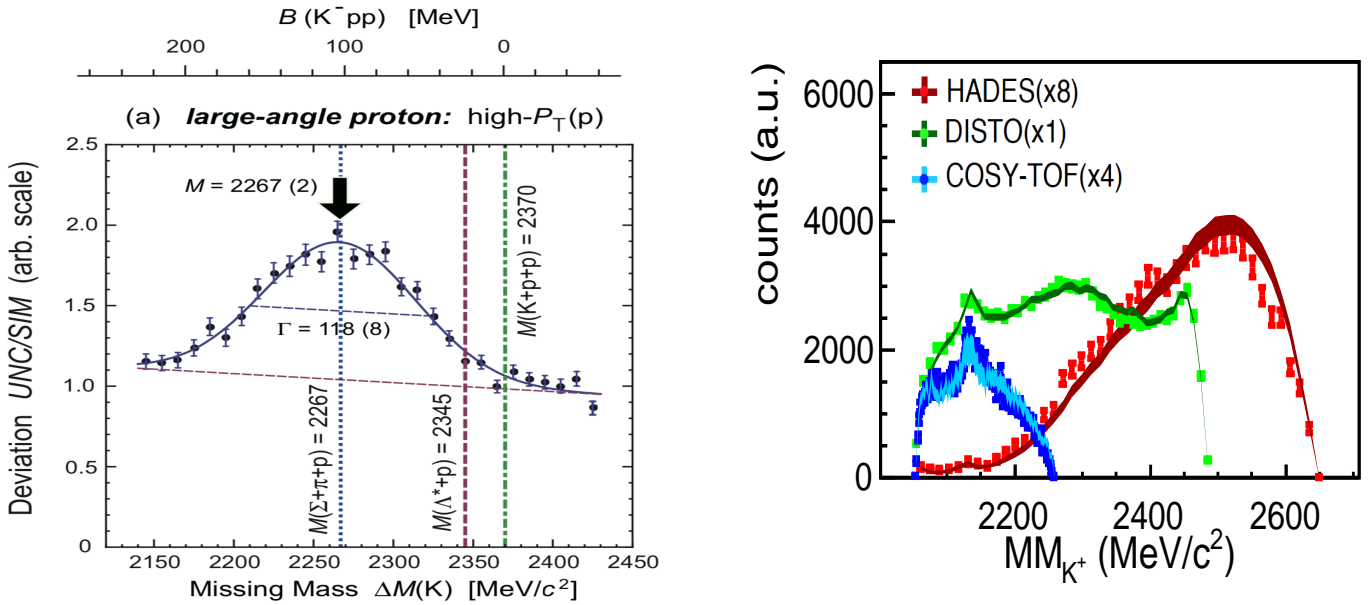 B (K⁻pp) [MeV]
200 100 0
(a) large-angle proton: high-P_T(p)
Deviation UNC/SIM (arb. scale)
2.5
2.0
1.5
1.0
0.5
0
M = 2267 (2)
Γ = 118 (8)
M(Σ+π+p) = 2267
M(Λ*+p) = 2345
M(K+p+p) = 2370
2150 2200 2250 2300 2350 2400 2450
Missing Mass ΔM(K) [MeV/c²]
counts (a.u.)
6000
4000
2000
0
HADES(x8)
DISTO(x1)
COSY-TOF(x4)
2200 2400 2600
MM_K⁺ (MeV/c²)